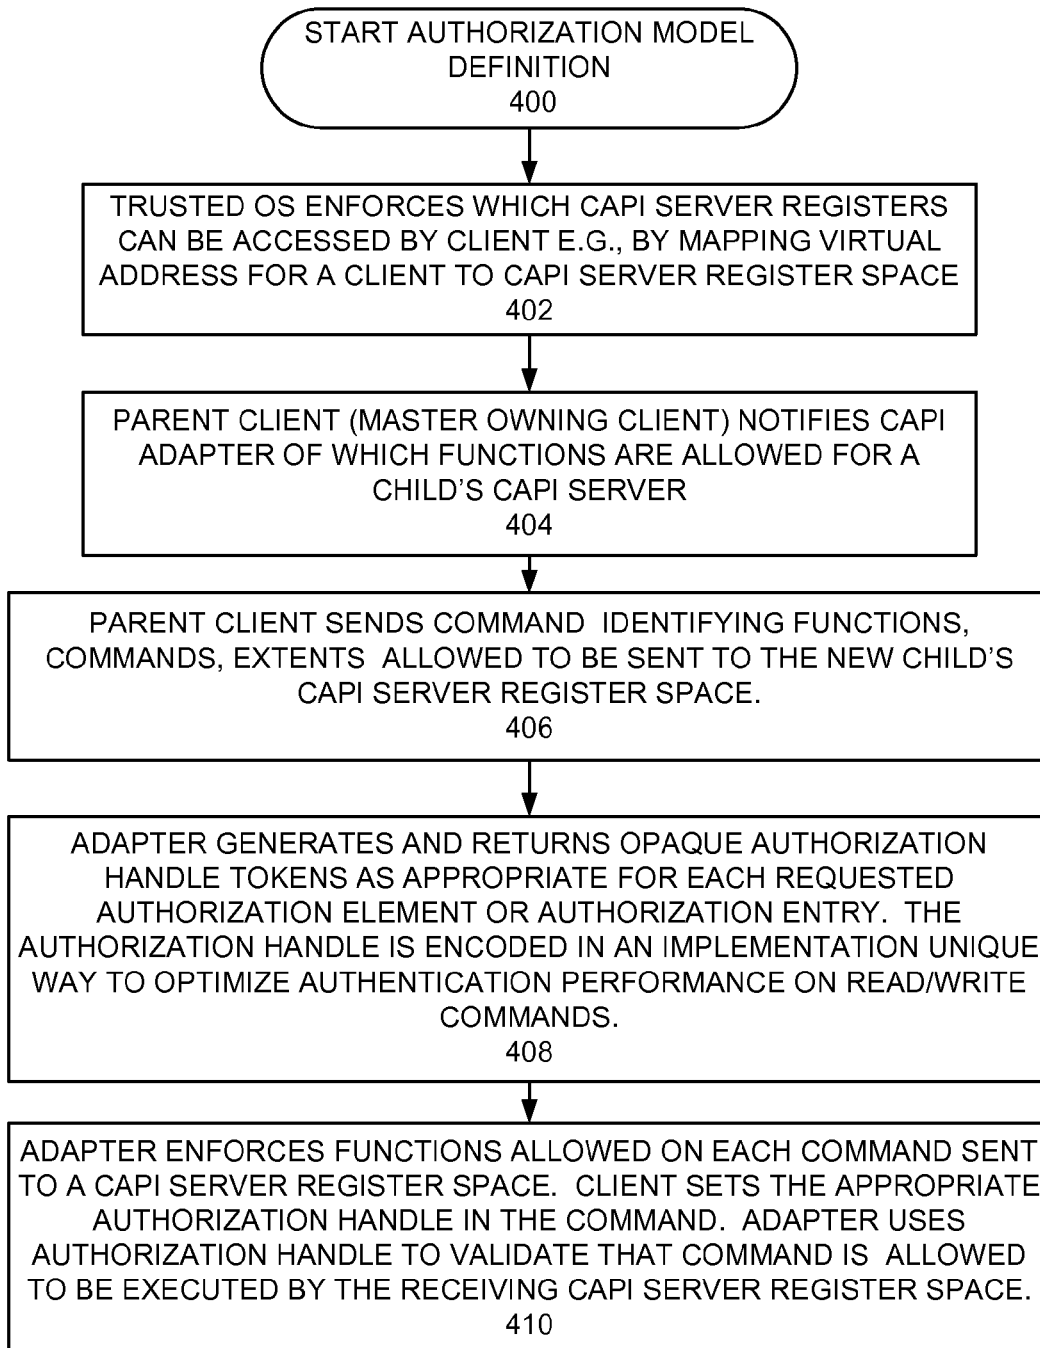 START AUTHORIZATION MODEL
DEFINITION
400
TRUSTED OS ENFORCES WHICH CAPI SERVER REGISTERS
CAN BE ACCESSED BY CLIENT E.G., BY MAPPING VIRTUAL
ADDRESS FOR A CLIENT TO CAPI SERVER REGISTER SPACE
402
PARENT CLIENT (MASTER OWNING CLIENT) NOTIFIES CAPI
ADAPTER OF WHICH FUNCTIONS ARE ALLOWED FOR A
CHILD'S CAPI SERVER
404
PARENT CLIENT SENDS COMMAND IDENTIFYING FUNCTIONS,
COMMANDS, EXTENTS ALLOWED TO BE SENT TO THE NEW CHILD'S
CAPI SERVER REGISTER SPACE.
406
ADAPTER GENERATES AND RETURNS OPAQUE AUTHORIZATION
HANDLE TOKENS AS APPROPRIATE FOR EACH REQUESTED
AUTHORIZATION ELEMENT OR AUTHORIZATION ENTRY. THE
AUTHORIZATION HANDLE IS ENCODED IN AN IMPLEMENTATION UNIQUE
WAY TO OPTIMIZE AUTHENTICATION PERFORMANCE ON READ/WRITE
COMMANDS.
408
ADAPTER ENFORCES FUNCTIONS ALLOWED ON EACH COMMAND SENT
TO A CAPI SERVER REGISTER SPACE. CLIENT SETS THE APPROPRIATE
AUTHORIZATION HANDLE IN THE COMMAND. ADAPTER USES
AUTHORIZATION HANDLE TO VALIDATE THAT COMMAND IS ALLOWED
TO BE EXECUTED BY THE RECEIVING CAPI SERVER REGISTER SPACE.
410